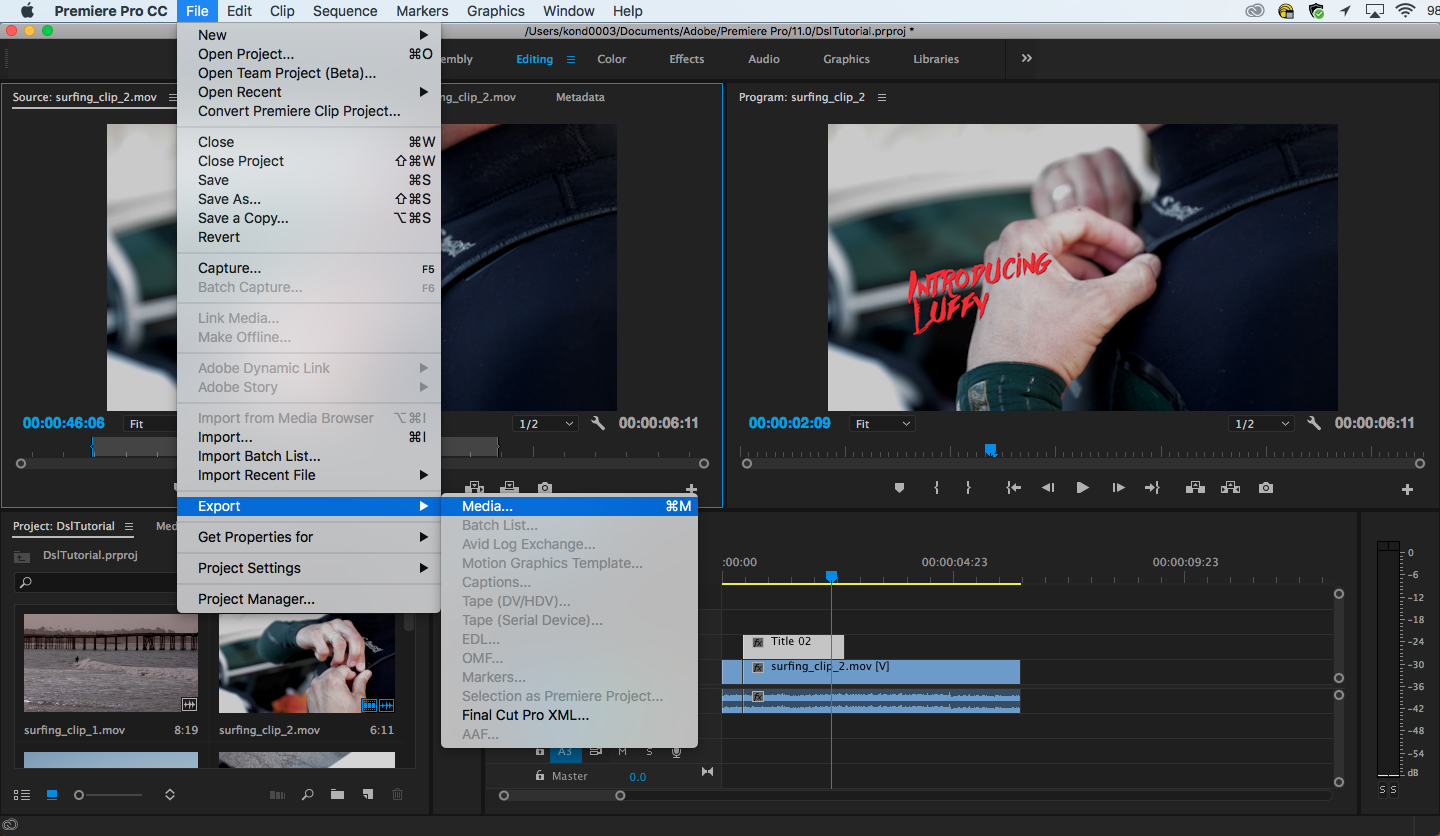 Premiere Pro CC File Edit Clip Sequence Markers Graphics Window Help 98
/Users/kond0003/Documents/Adobe/Premiere Pro/11.0/DslTutorial.prproj *
New
Open Project... ⌘O
Open Team Project (Beta)...
Open Recent
Convert Premiere Clip Project...
Close ⌘W
Close Project ⇧⌘W
Save ⌘S
Save As... ⇧⌘S
Save a Copy... ⌥⌘S
Revert
Capture... F5
Batch Capture... F6
Link Media...
Make Offline...
Adobe Dynamic Link
Adobe Story
Import from Media Browser ⌥⌘I
Import... ⌘I
Import Batch List...
Import Recent File
Export
Get Properties for
Project Settings
Project Manager...
Media... ⌘M
Batch List...
Avid Log Exchange...
Motion Graphics Template...
Captions...
Tape (DV/HDV)...
Tape (Serial Device)...
EDL...
OMF...
Markers...
Selection as Premiere Project...
Final Cut Pro XML...
AAF...
embly Editing Color Effects Audio Graphics Libraries
Source: surfing_clip_2.mov
ng_clip_2.mov Metadata
00:00:46:06 Fit 1/2 00:00:06:11
Program: surfing_clip_2
Introducing
Luffy
00:00:02:09 Fit 1/2 00:00:06:11
Project: DslTutorial Med
DslTutorial.prproj
surfing_clip_1.mov 8:19
surfing_clip_2.mov 6:11
:00:00 00:00:04:23 00:00:09:23
fx Title 02
fx surfing_clip_2.mov [V]
fx
A3 M S
Master 0.0
0
-6
-12
-18
-24
-30
-36
-42
-48
-54
dB
S S